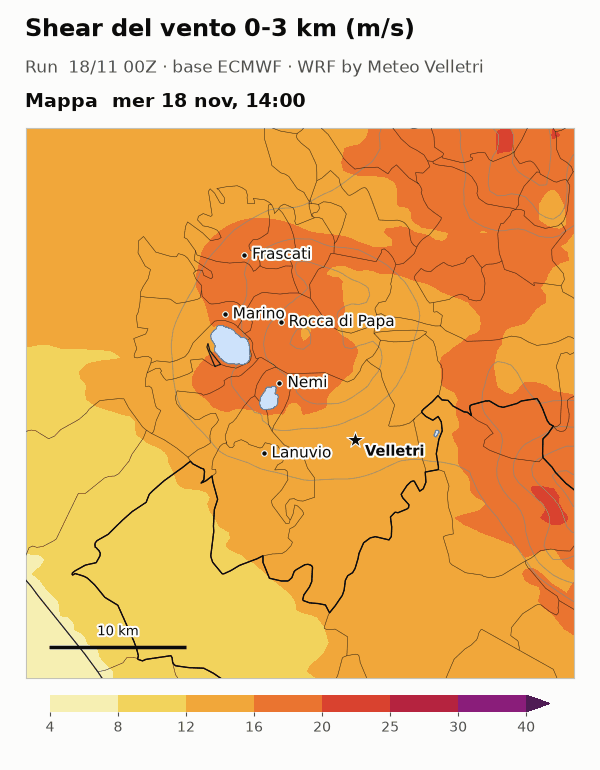 Shear del vento 0-3 km (m/s)
Run  18/11 00Z · base ECMWF · WRF by Meteo Velletri
Mappa  mer 18 nov, 14:00
Frascati
Marino
Rocca di Papa
Nemi
Velletri
Lanuvio
10 km
4 8 12 16 20 25 30 40